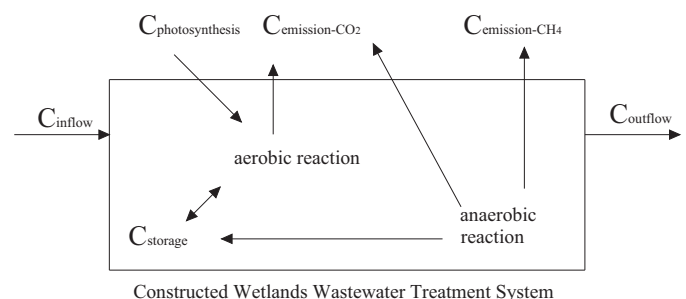 Cphotosynthesis Cemission-CO2 Cemission-CH4
Cinflow
Coutflow
aerobic reaction
anaerobic
reaction
Cstorage
Constructed Wetlands Wastewater Treatment System